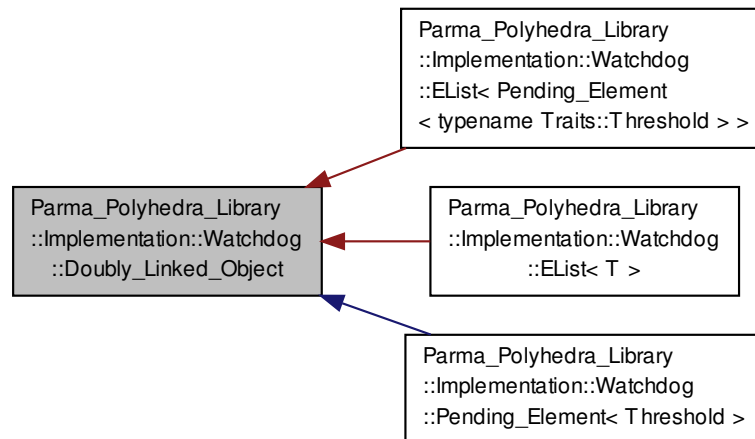 Parma_Polyhedra_Library
::Implementation::Watchdog
::EList< Pending_Element
< typename Traits::Threshold > >
Parma_Polyhedra_Library
::Implementation::Watchdog
::Doubly_Linked_Object
Parma_Polyhedra_Library
::Implementation::Watchdog
::EList< T >
Parma_Polyhedra_Library
::Implementation::Watchdog
::Pending_Element< Threshold >